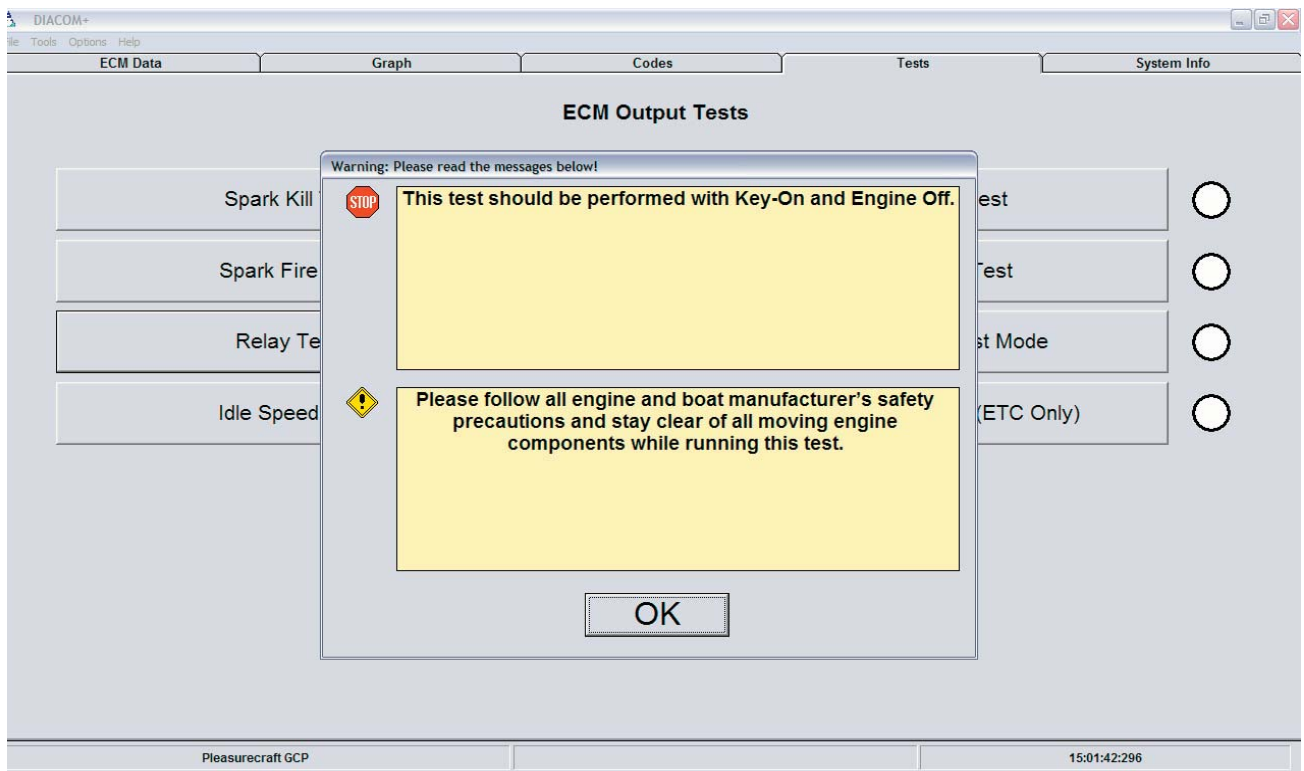 DIACOM+
File Tools Options Help
ECM Data Graph Codes Tests System Info
ECM Output Tests
Warning: Please read the messages below!
STOP
This test should be performed with Key-On and Engine Off.
Please follow all engine and boat manufacturer's safety
precautions and stay clear of all moving engine
components while running this test.
OK
Spark Kill
Spark Fire
Relay Te
Idle Speed
est
Test
st Mode
(ETC Only)
Pleasurecraft GCP 15:01:42:296